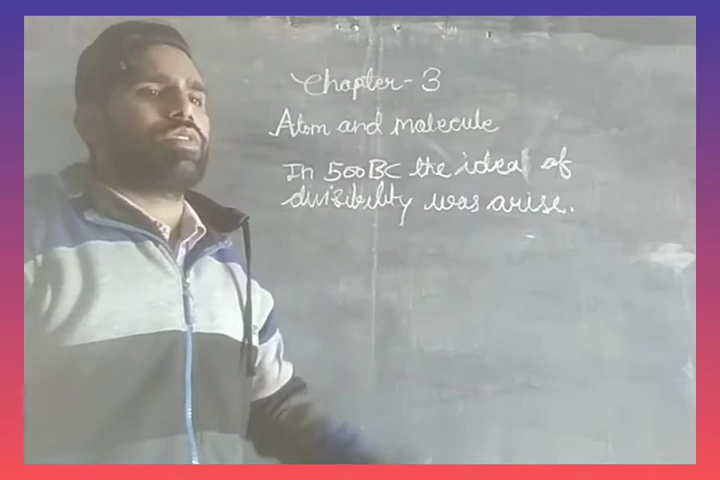 Chapter-3
Atom and molecule
In 500BC the idea of
divisibility was arise.